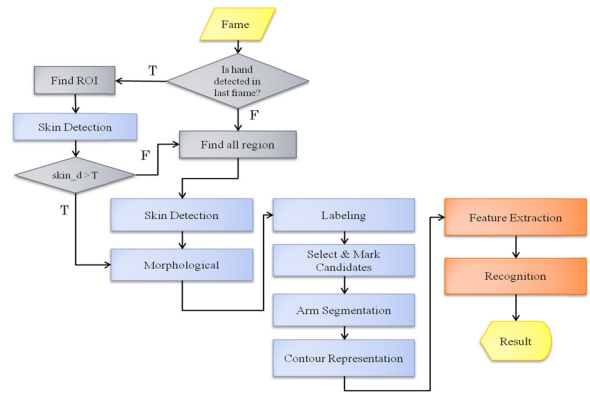 Fame
Is hand
detected in
last frame?
T
F
Find ROI
Skin Detection
skin_d > T
F
T
Find all region
Skin Detection
Morphological
Labeling
Select & Mark
Candidates
Arm Segmentation
Contour Representation
Feature Extraction
Recognition
Result